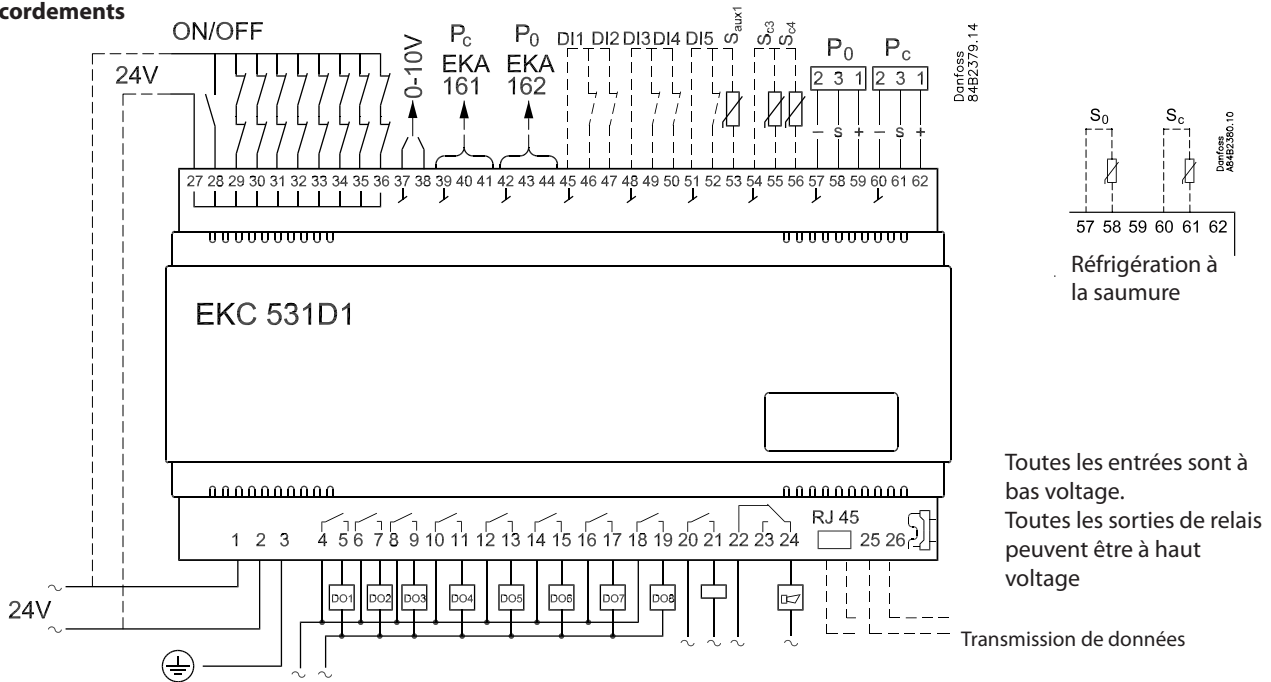 cordements
ON/OFF
24V
0-10V
Pc
EKA
161
P0
EKA
162
DI1 DI2 DI3 DI4 DI5
Saux1
Sc3
Sc4
P0
2 3 1
– s +
Pc
2 3 1
– s +
Danfoss
84B2379.14
27 28 29 30 31 32 33 34 35 36 37 38 39 40 41 42 43 44 45 46 47 48 49 50 51 52 53 54 55 56 57 58 59 60 61 62
S0
Sc
Danfoss
A84B2380.10
57 58 59 60 61 62
Réfrigération à
la saumure
EKC 531D1
Toutes les entrées sont à
bas voltage.
Toutes les sorties de relais
peuvent être à haut
voltage
RJ 45
1 2 3 4 5 6 7 8 9 10 11 12 13 14 15 16 17 18 19 20 21 22 23 24 25 26
DO1 DO2 DO3 DO4 DO5 DO6 DO7 DO8
24V
Transmission de données